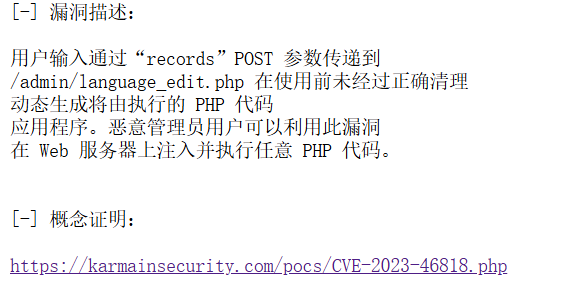 [-] 漏洞描述:
用户输入通过“records”POST 参数传递到
/admin/language_edit.php 在使用前未经过正确清理
动态生成将由执行的 PHP 代码
应用程序。恶意管理员用户可以利用此漏洞
在 Web 服务器上注入并执行任意 PHP 代码。
[-] 概念证明:
https://karmainsecurity.com/pocs/CVE-2023-46818.php